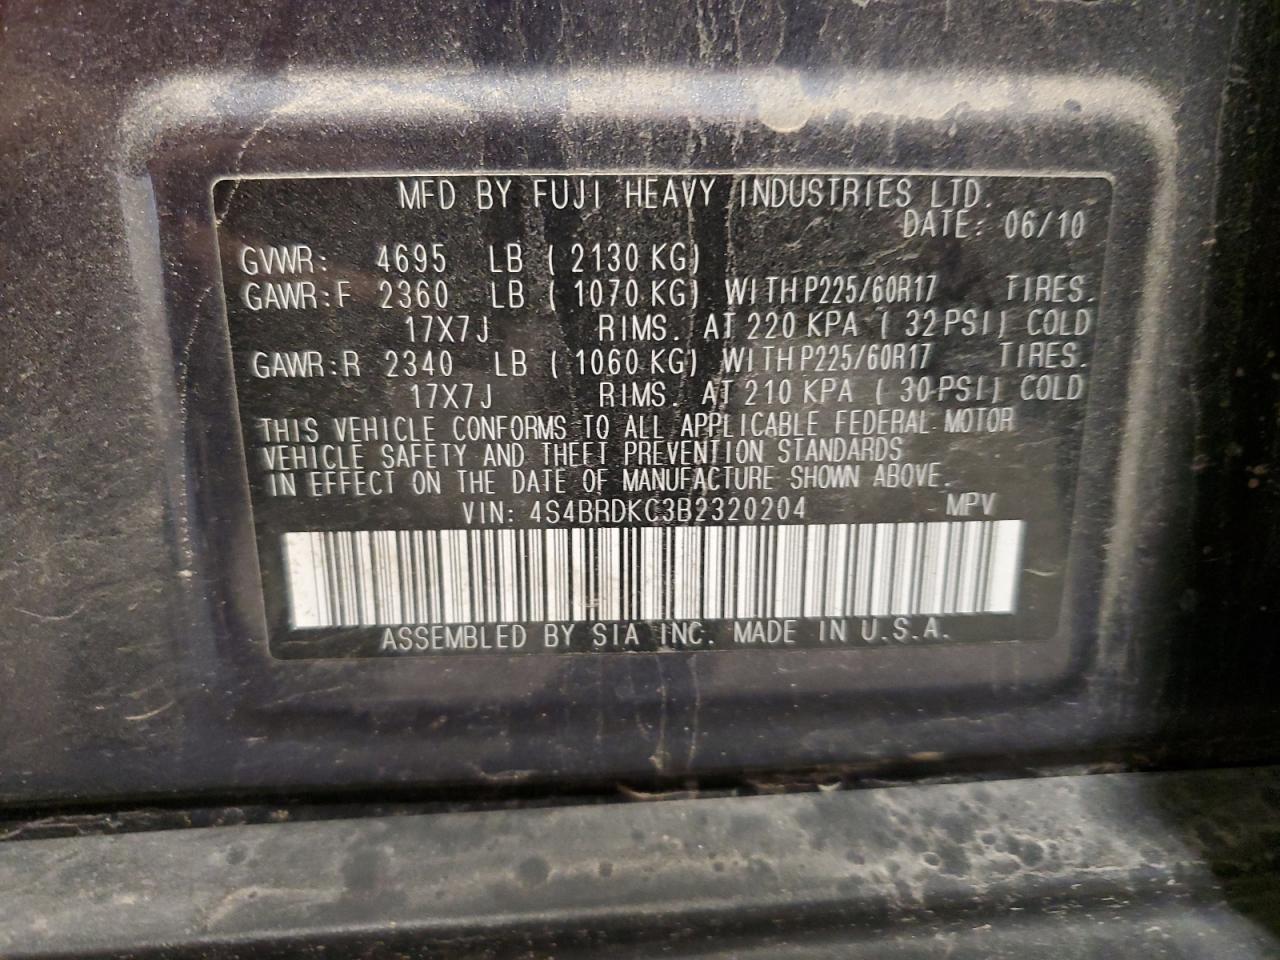 MFD BY FUJI HEAVY INDUSTRIES LTD.
DATE: 06/10
GVWR: 4695 LB ( 2130 KG)
GAWR:F 2360 LB ( 1070 KG) WITH P225/60R17 TIRES.
17X7J RIMS. AT 220 KPA ( 32 PSI) COLD
GAWR:R 2340 LB ( 1060 KG) WITH P225/60R17 TIRES.
17X7J RIMS. AT 210 KPA ( 30 PSI) COLD
THIS VEHICLE CONFORMS TO ALL APPLICABLE FEDERAL MOTOR
VEHICLE SAFETY AND THEFT PREVENTION STANDARDS
IN EFFECT ON THE DATE OF MANUFACTURE SHOWN ABOVE.
VIN: 4S4BRDKC3B2320204 MPV
ASSEMBLED BY SIA INC. MADE IN U.S.A.